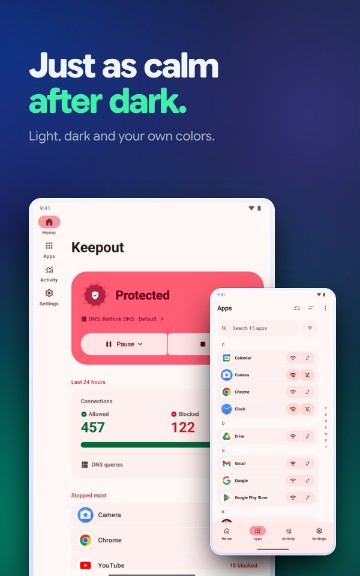 Just as calm
after dark.
Light, dark and your own colors.
9:41
Home
Apps
Activity
Settings
Keepout
Protected
DNS: Rethink DNS · Default
Pause
Last 24 hours
Connections
Allowed
457
Blocked
122
DNS queries
Stopped most
Camera
Chrome
YouTube
15 blocked
9:41
Apps
Search 15 apps
C
Calendar
Camera
Chrome
Clock
D
Drive
Gmail
Google
Google Play Store
Home
Apps
Activity
Settings